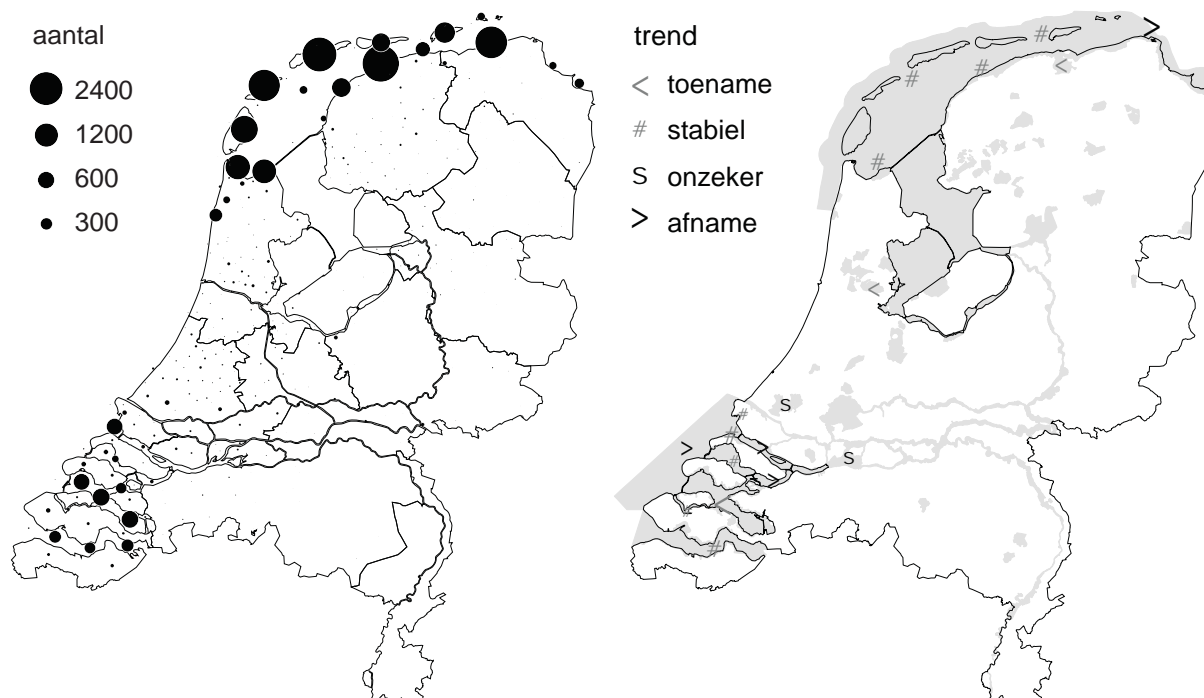 aantal
2400
1200
600
300
trend
< toename
# stabiel
S onzeker
> afname
#
>
#
#
<
#
<
S
#
#
>
#
S
<
#
#